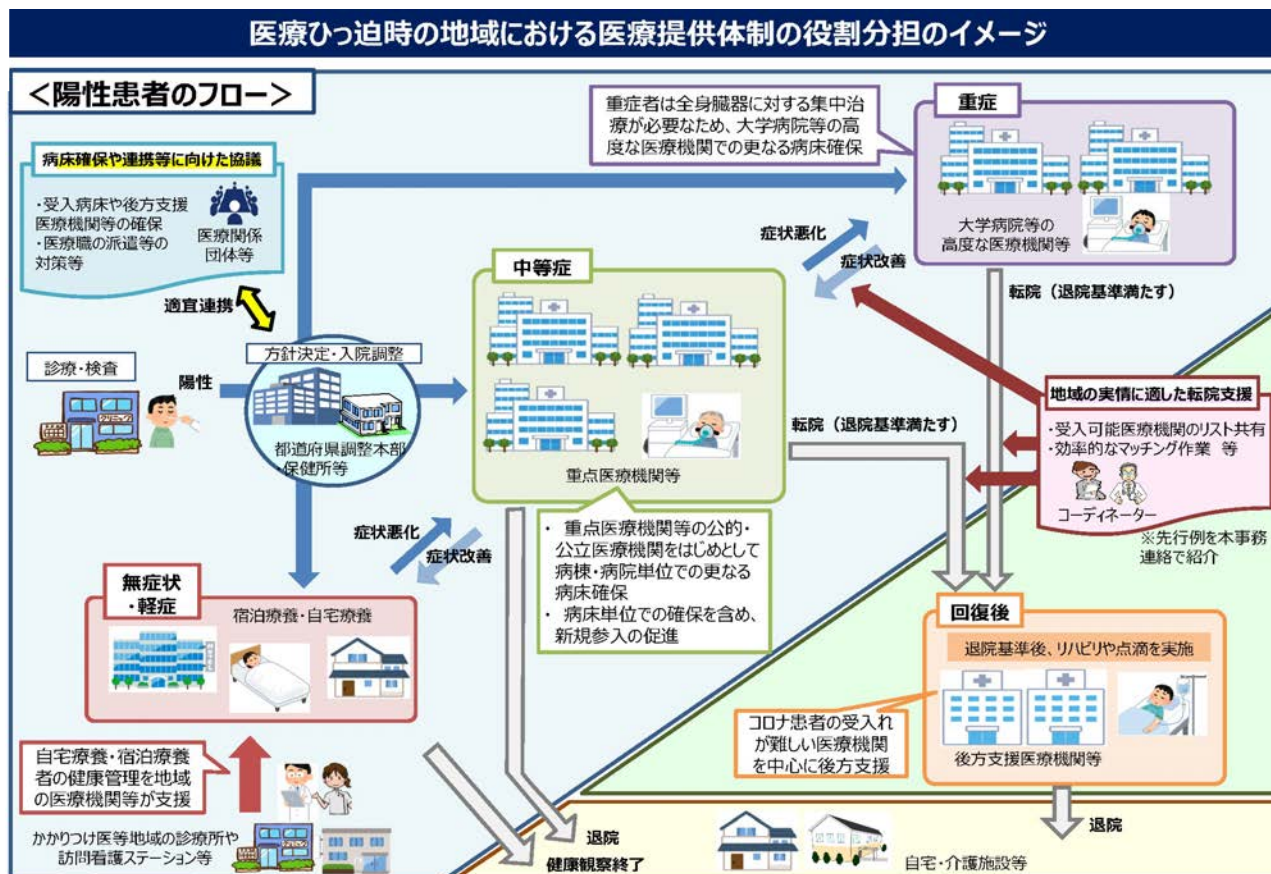 医療ひっ迫時の地域における医療提供体制の役割分担のイメージ
＜陽性患者のフロー＞
病床確保や連携等に向けた協議
・受入病床や後方支援
医療機関等の確保
・医療職の派遣等の
対策等
医療関係
団体等
適宜連携
診療・検査
クリニック
陽性
方針決定・入院調整
都道府県調整本部
・保健所等
重症者は全身臓器に対する集中治
療が必要なため、大学病院等の高
度な医療機関での更なる病床確保
重症
大学病院等の
高度な医療機関等
症状悪化
症状改善
中等症
重点医療機関等
・ 重点医療機関等の公的・
公立医療機関をはじめとして
病棟・病院単位での更なる
病床確保
・ 病床単位での確保を含め、
新規参入の促進
転院（退院基準満たす）
転院（退院基準満たす）
地域の実情に適した転院支援
・受入可能医療機関のリスト共有
・効率的なマッチング作業 等
コーディネーター
※先行例を本事務
連絡で紹介
症状悪化
症状改善
無症状
・軽症
宿泊療養・自宅療養
自宅療養・宿泊療養
者の健康管理を地域
の医療機関等が支援
かかりつけ医等地域の診療所や
訪問看護ステーション等
回復後
退院基準後、リハビリや点滴を実施
後方支援医療機関等
コロナ患者の受入れ
が難しい医療機関
を中心に後方支援
退院
健康観察終了
退院
自宅・介護施設等